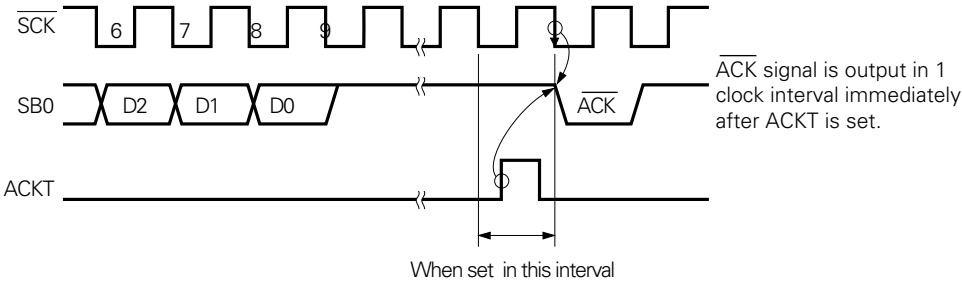 SCK 6 7 8 9
SB0 D2 D1 D0 ACK
ACK signal is output in 1
clock interval immediately
after ACKT is set.
ACKT
When set in this interval